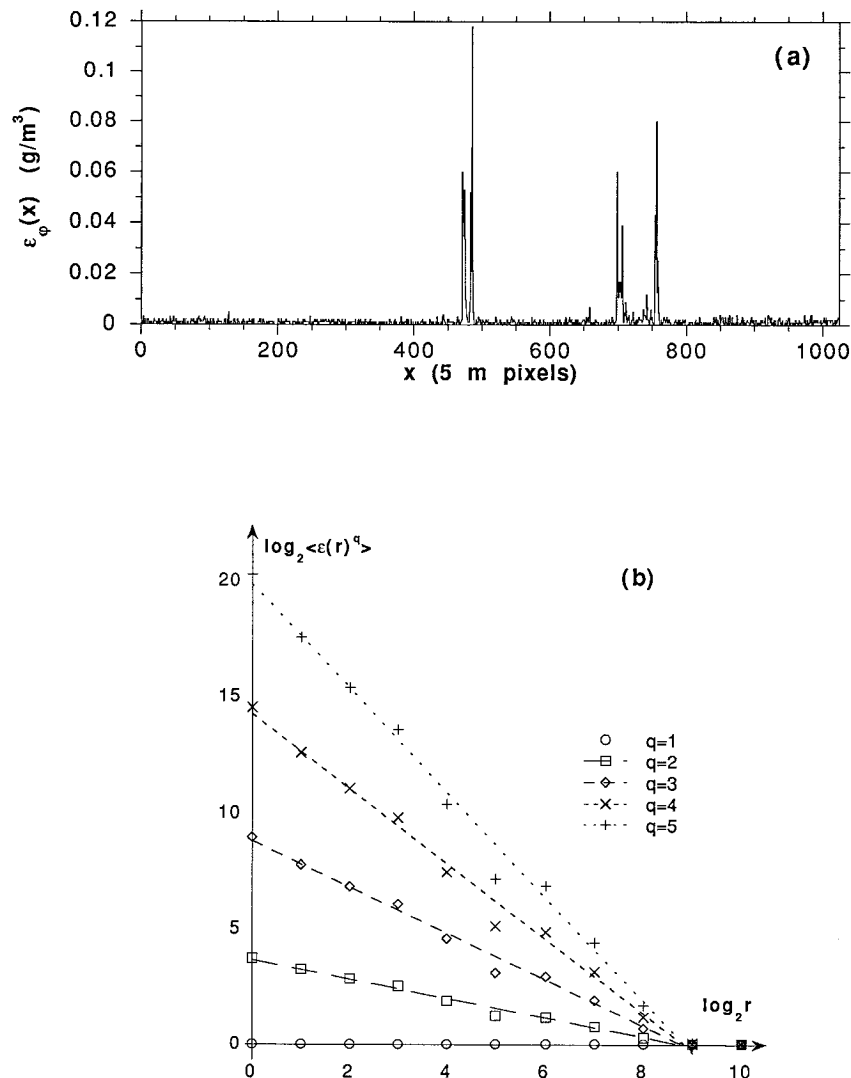 0.12
(a)
0.1
0.08
0.06
0.04
0.02
0
ε_φ(x) (g/m³)
0 200 400 600 800 1000
x (5 m pixels)
log₂<ε(r)^q>
(b)
20
15
10
5
0
q=1
q=2
q=3
q=4
q=5
log₂r
0 2 4 6 8 10